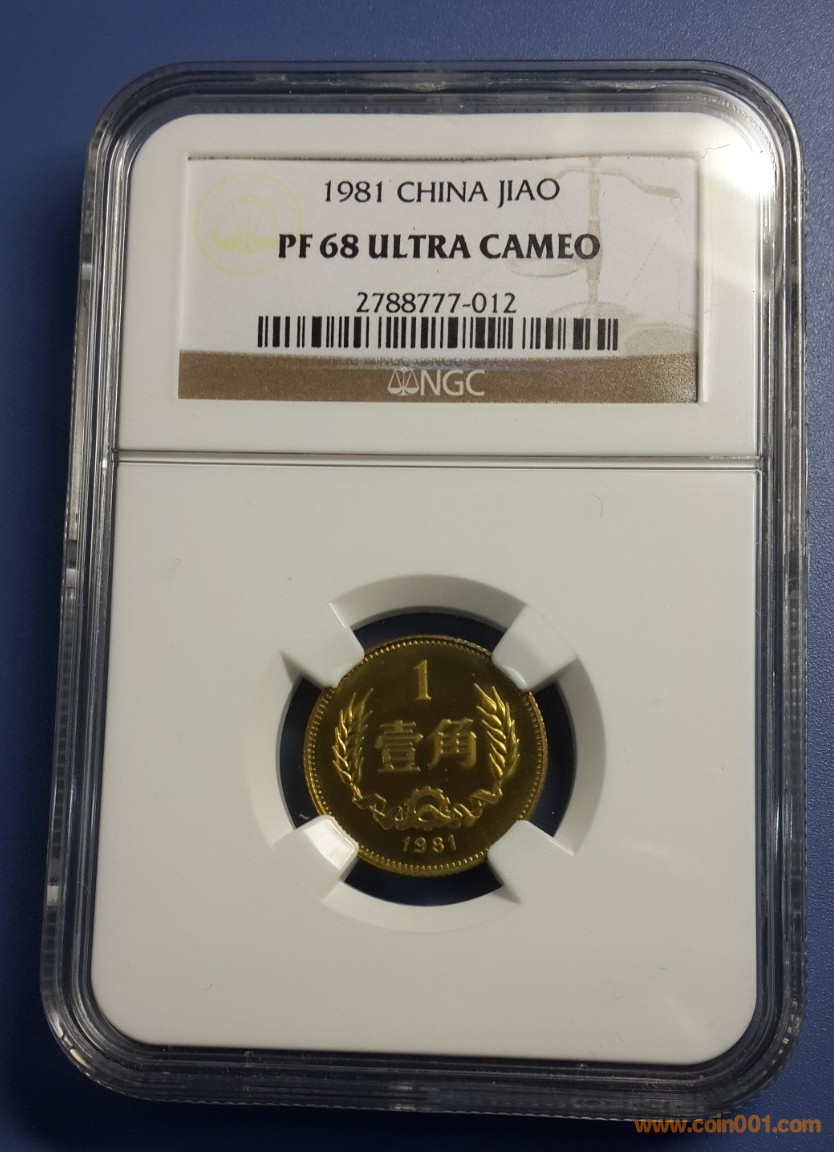 1981 CHINA JIAO
PF 68 ULTRA CAMEO
2788777-012
NGC
1
壹角
1981
www.coin001.com